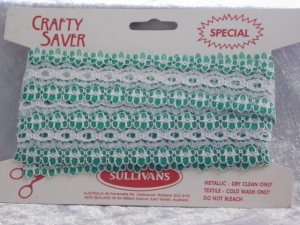 CRAFTY
SAVER
SPECIAL
SULLIVANS
METALLIC - DRY CLEAN ONLY
TEXTILE - COLD WASH ONLY
DO NOT BLEACH